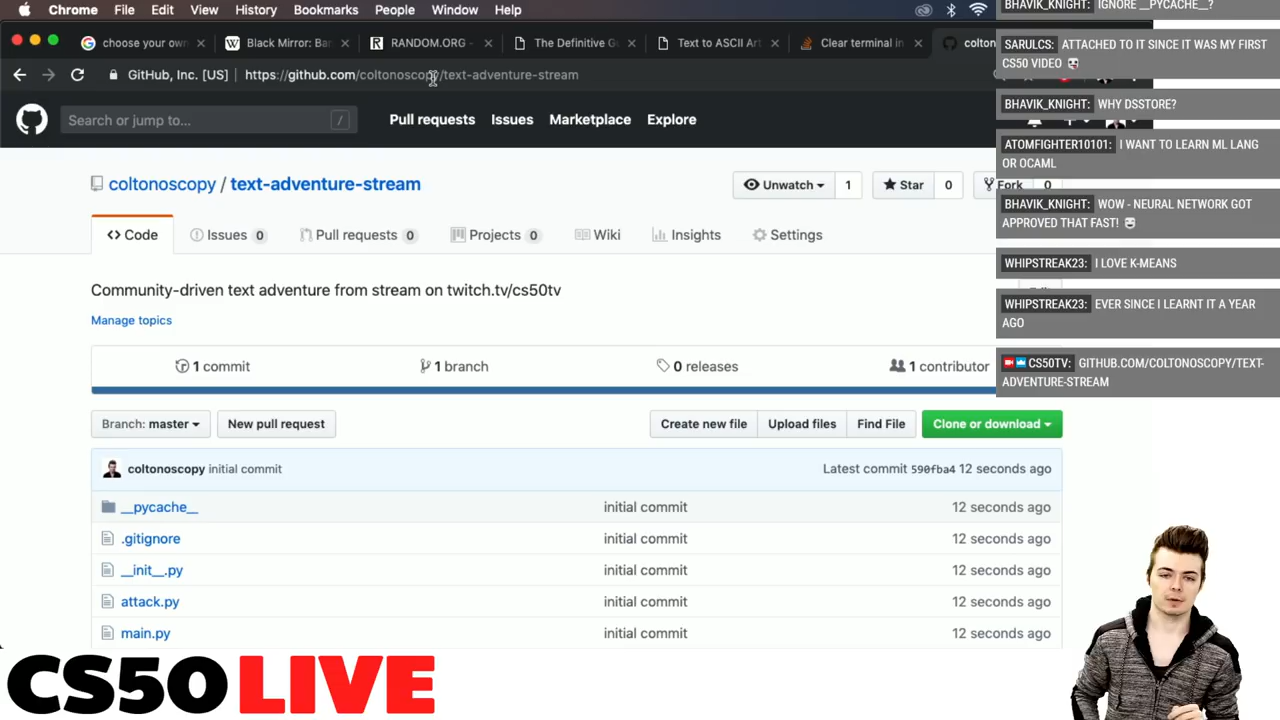 Chrome File Edit View History Bookmarks People Window Help
choose your own
Black Mirror: Ban
RANDOM.ORG -
The Definitive Gu
Text to ASCII Art
Clear terminal in
colton
GitHub, Inc. [US] | https://github.com/coltonoscopy/text-adventure-stream
Search or jump to... /
Pull requests Issues Marketplace Explore
coltonoscopy / text-adventure-stream
Unwatch 1 Star 0 Fork 0
Code Issues 0 Pull requests 0 Projects 0 Wiki Insights Settings
Community-driven text adventure from stream on twitch.tv/cs50tv
Manage topics
1 commit 1 branch 0 releases 1 contributor
Branch: master New pull request Create new file Upload files Find File Clone or download
coltonoscopy initial commit Latest commit 590fba4 12 seconds ago
__pycache__ initial commit 12 seconds ago
.gitignore initial commit 12 seconds ago
__init__.py initial commit 12 seconds ago
attack.py initial commit 12 seconds ago
main.py initial commit 12 seconds ago
BHAVIK_KNIGHT: IGNORE __PYCACHE__?
SARULCS: ATTACHED TO IT SINCE IT WAS MY FIRST
CS50 VIDEO
BHAVIK_KNIGHT: WHY DSSTORE?
ATOMFIGHTER10101: I WANT TO LEARN ML LANG
OR OCAML
BHAVIK_KNIGHT: WOW - NEURAL NETWORK GOT
APPROVED THAT FAST!
WHIPSTREAK23: I LOVE K-MEANS
WHIPSTREAK23: EVER SINCE I LEARNT IT A YEAR
AGO
CS50TV: GITHUB.COM/COLTONOSCOPY/TEXT-
ADVENTURE-STREAM
CS50 LIVE